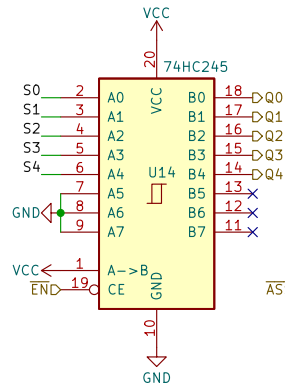 VCC
20
74HC245
S0 2 A0 VCC B0 18 Q0
S1 3 A1 B1 17 Q1
S2 4 A2 B2 16 Q2
S3 5 A3 B3 15 Q3
S4 6 A4 B4 14 Q4
7 A5 U14 B5 13
GND 8 A6 B6 12
9 A7 B7 11
VCC 1 A->B
EN 19 CE GND AS
10
GND